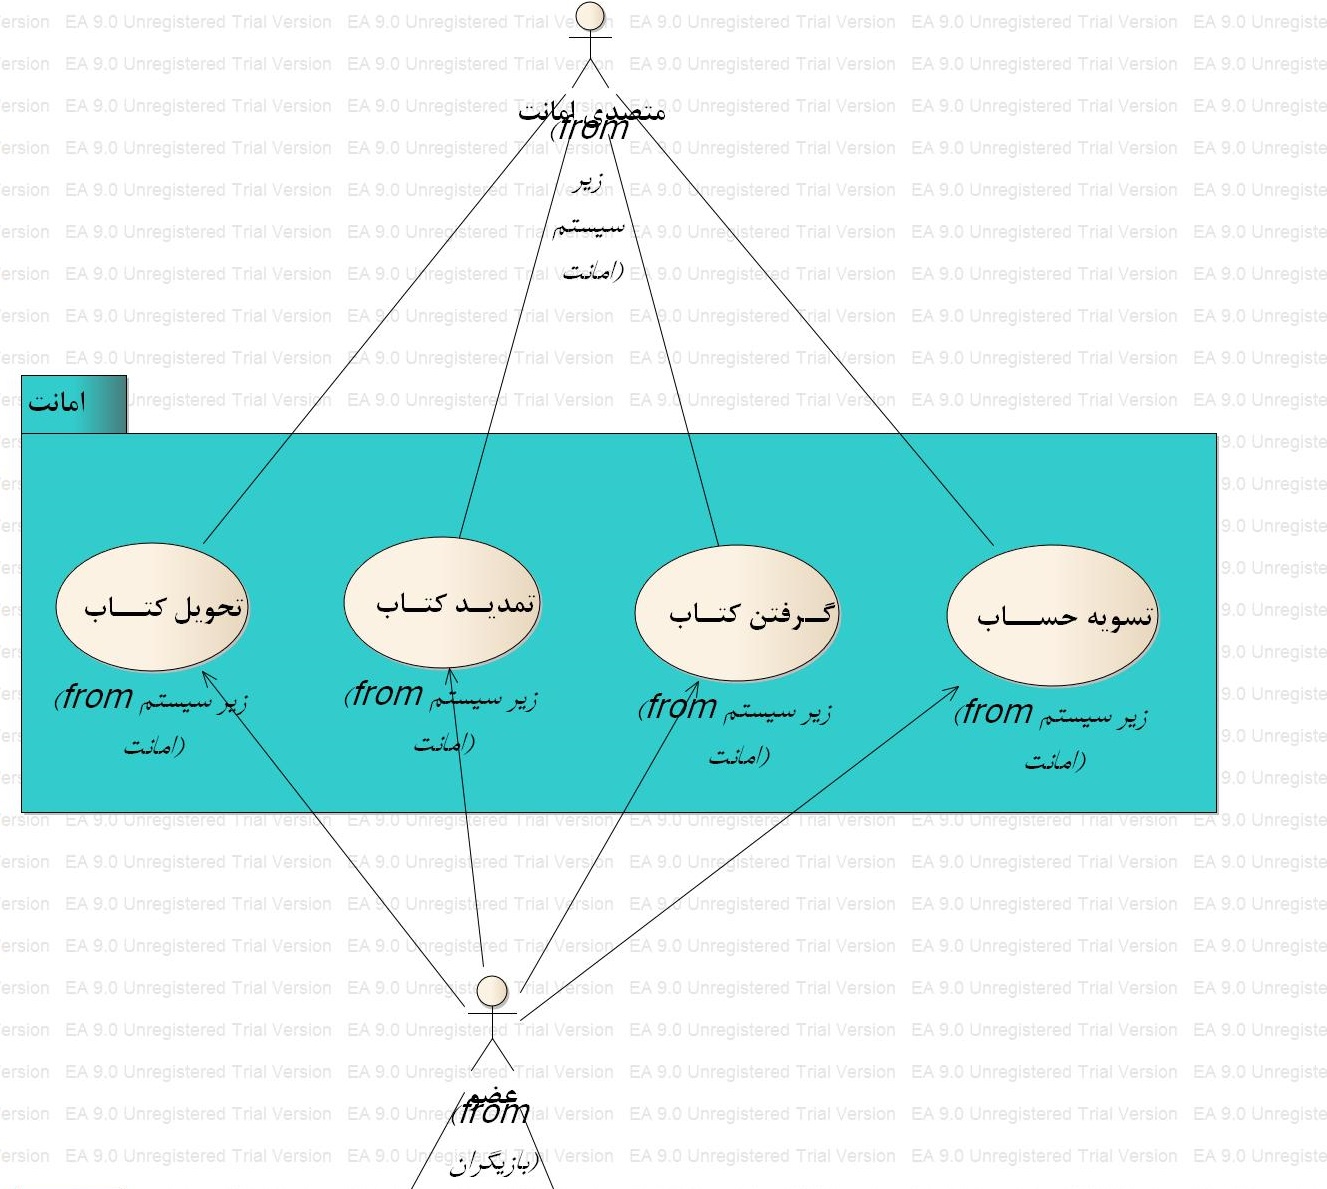 متصدی امانت
(from
زیر
سیستم
امانت)
امانت
تحویل کتاب
(from زیر سیستم
امانت)
تمدید کتاب
(from زیر سیستم
امانت)
گرفتن کتاب
(from زیر سیستم
امانت)
تسویه حساب
(from زیر سیستم
امانت)
عضو
(from
بازیگران)
EA 9.0 Unregistered Trial Version